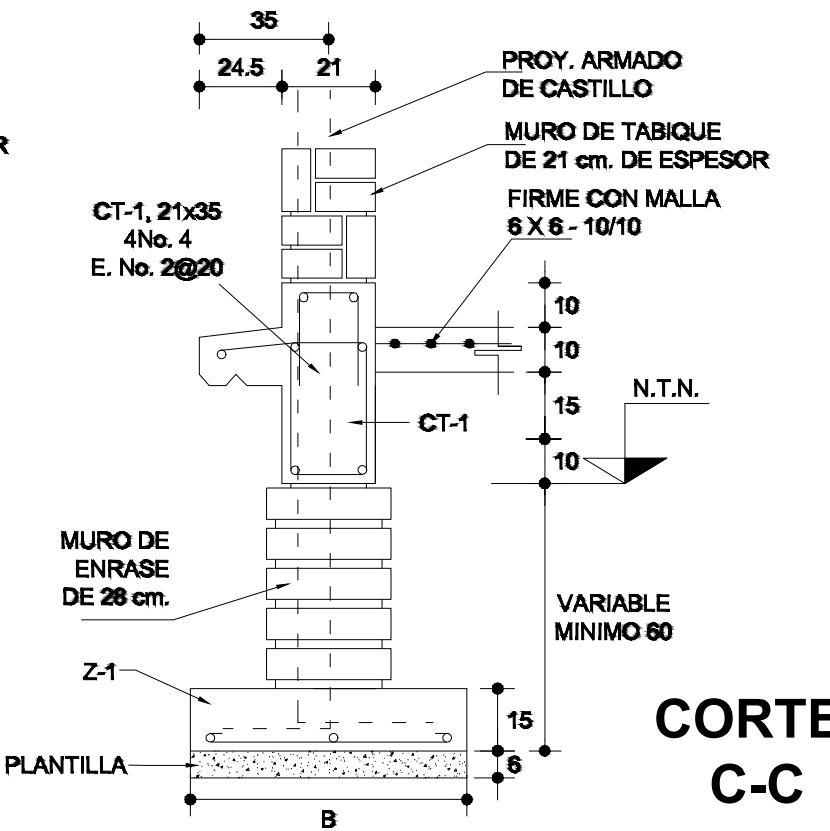 35
24.5
21
PROY. ARMADO
DE CASTILLO
R
MURO DE TABIQUE
DE 21 cm. DE ESPESOR
FIRME CON MALLA
6 X 6 - 10/10
CT-1, 21x35
4No. 4
E. No. 2@20
10
10
15
10
N.T.N.
CT-1
MURO DE
ENRASE
DE 28 cm.
VARIABLE
MINIMO 60
Z-1
15
6
PLANTILLA
B
CORTE
C-C